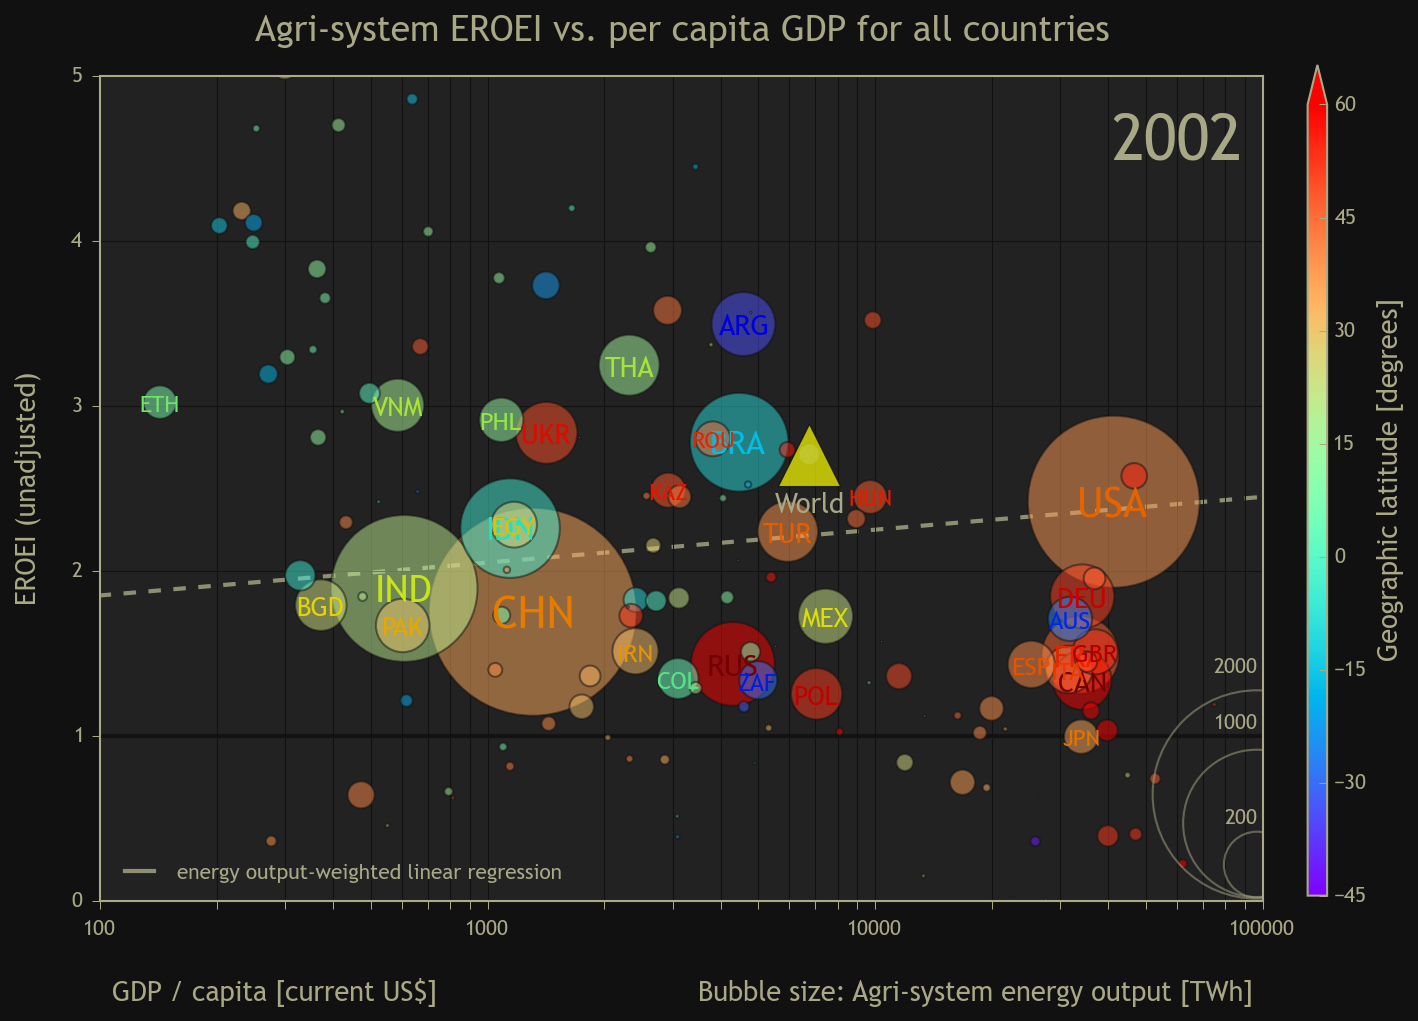 Agri-system EROEI vs. per capita GDP for all countries
2002
EROEI (unadjusted)
5
4
3
2
1
0
ARG
THA
ETH
VNM
PHL
UKR
ROU
BRA
World
KAZ
HUN
USA
EGY
TUR
IND
CHN
BGD
PAK
MEX
DEU
AUS
IRN
RUS
COL
ZAF
POL
ESP
GBR
CAN
JPN
2000
1000
200
energy output-weighted linear regression
100
1000
10000
100000
GDP / capita [current US$]
Bubble size: Agri-system energy output [TWh]
60
45
30
15
0
−15
−30
−45
Geographic latitude [degrees]